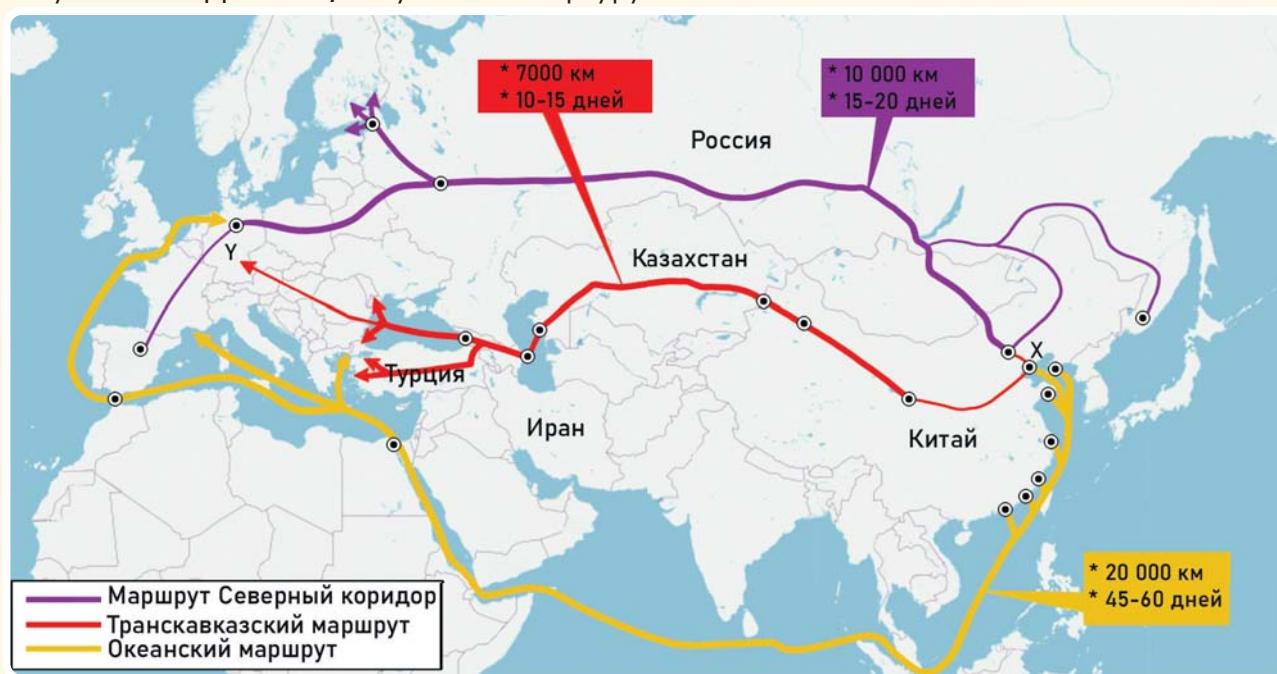 * 7000 км
* 10-15 дней
* 10 000 км
* 15-20 дней
Россия
Y
Казахстан
X
Турция
Иран
Китай
* 20 000 км
* 45-60 дней
Маршрут Северный коридор
Транскавказский маршрут
Океанский маршрут